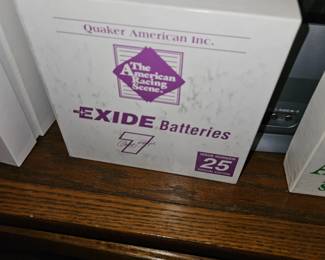 Quaker American Inc.
The
American
Racing
Scene
EXIDE Batteries
7
25